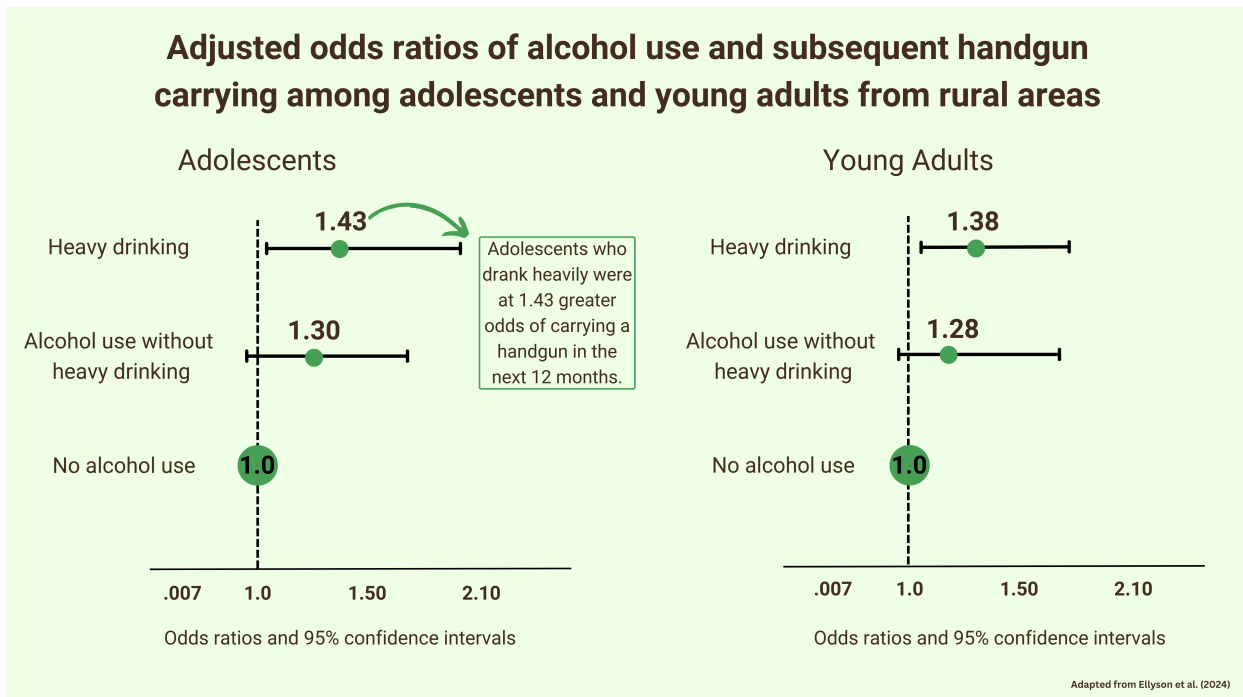 Adjusted odds ratios of alcohol use and subsequent handgun
carrying among adolescents and young adults from rural areas
Adolescents
1.43
Heavy drinking
Adolescents who
drank heavily were
at 1.43 greater
odds of carrying a
handgun in the
next 12 months.
1.30
Alcohol use without
heavy drinking
No alcohol use
1.0
.007 1.0 1.50 2.10
Odds ratios and 95% confidence intervals
Young Adults
1.38
Heavy drinking
1.28
Alcohol use without
heavy drinking
No alcohol use
1.0
.007 1.0 1.50 2.10
Odds ratios and 95% confidence intervals
Adapted from Ellyson et al. (2024)